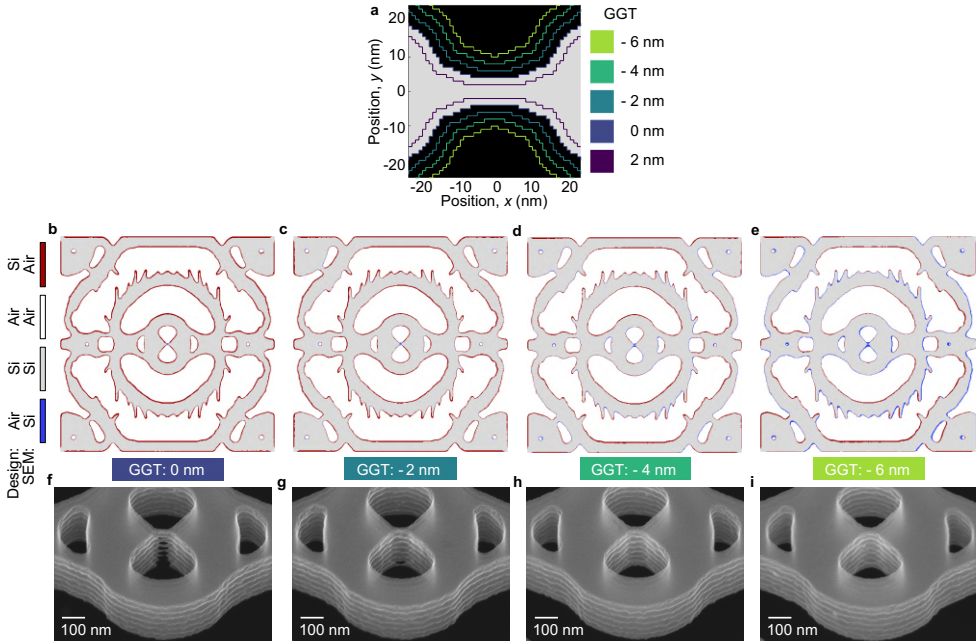 a
GGT
20
10
0
-10
-20
Position, y (nm)
- 6 nm
- 4 nm
- 2 nm
0 nm
2 nm
-20 -10 0 10 20
Position, x (nm)
b
c
d
e
Si
Air
Air
Air
Si
Si
Air
Si
Design:
SEM:
GGT: 0 nm
GGT: - 2 nm
GGT: - 4 nm
GGT: - 6 nm
f
g
h
i
100 nm
100 nm
100 nm
100 nm